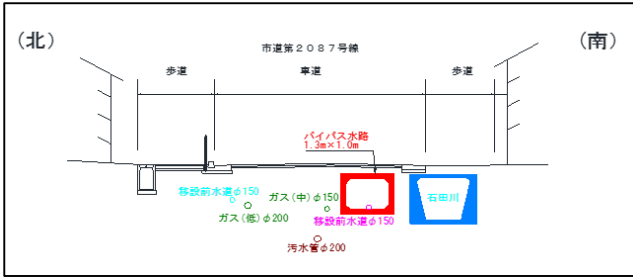 (北)
市道第2087号線
(南)
歩道
車道
歩道
バイパス水路
1.3m×1.0m
移設前水道φ150
ガス(中)φ150
石田川
ガス(低)φ200
移設前水道φ150
汚水管φ200